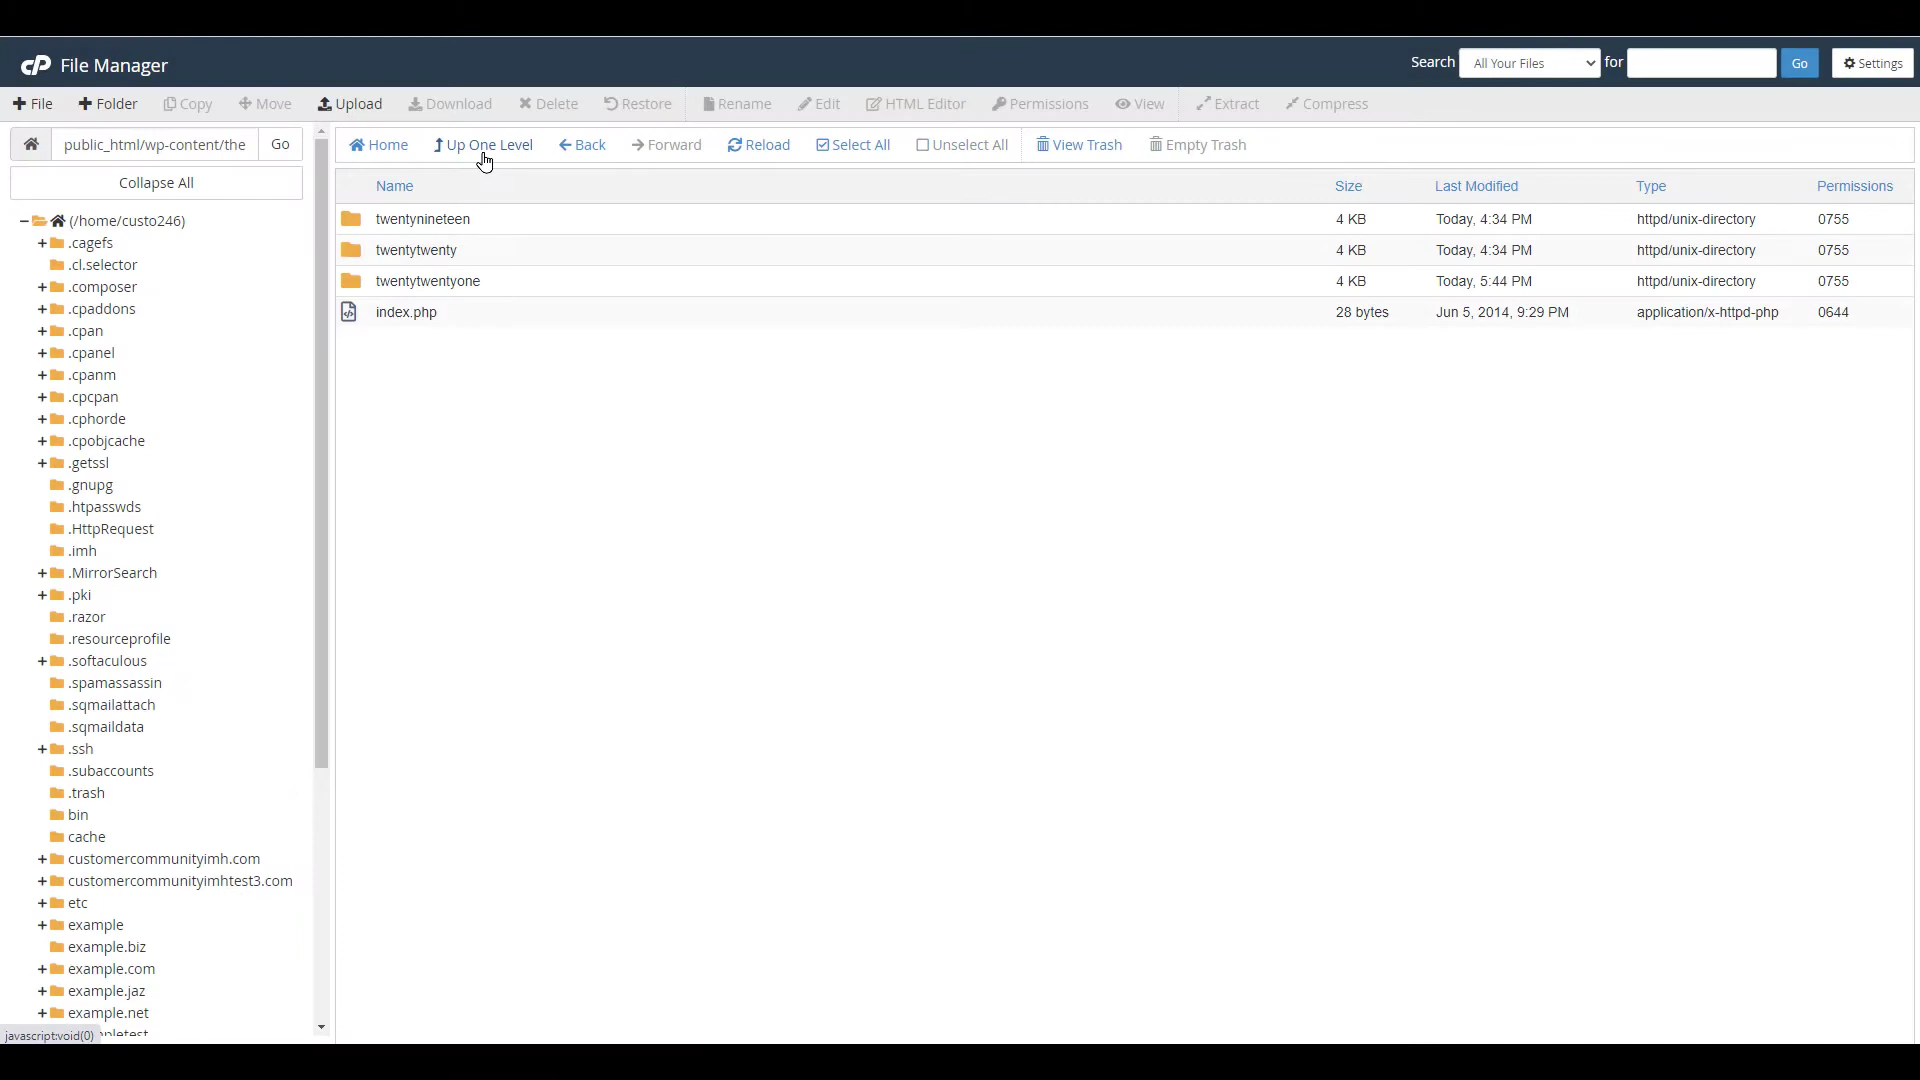 cP File Manager
Search All Your Files for Go Settings
File Folder Copy Move Upload Download Delete Restore Rename Edit HTML Editor Permissions View Extract Compress
public_html/wp-content/the Go
Home Up One Level Back Forward Reload Select All Unselect All View Trash Empty Trash
Collapse All
Name Size Last Modified Type Permissions
twentynineteen 4 KB Today, 4:34 PM httpd/unix-directory 0755
twentytwenty 4 KB Today, 4:34 PM httpd/unix-directory 0755
twentytwentyone 4 KB Today, 5:44 PM httpd/unix-directory 0755
index.php 28 bytes Jun 5, 2014, 9:29 PM application/x-httpd-php 0644
(/home/custo246)
.cagefs
.cl.selector
.composer
.cpaddons
.cpan
.cpanel
.cpanm
.cpcpan
.cphorde
.cpobjcache
.getssl
.gnupg
.htpasswds
.HttpRequest
.imh
.MirrorSearch
.pki
.razor
.resourceprofile
.softaculous
.spamassassin
.sqmailattach
.sqmaildata
.ssh
.subaccounts
.trash
bin
cache
customercommunityimh.com
customercommunityimhtest3.com
etc
example
example.biz
example.com
example.jaz
example.net
javascript:void(0)